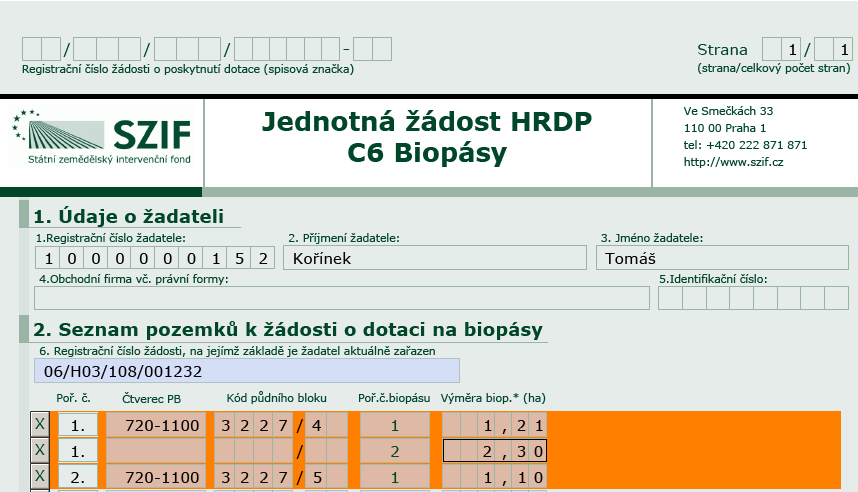 / / / -
Registrační číslo žádosti o poskytnutí dotace (spisová značka)
Strana 1 / 1
(strana/celkový počet stran)
SZIF
Státní zemědělský intervenční fond
Jednotná žádost HRDP
C6 Biopásy
Ve Smečkách 33
110 00 Praha 1
tel: +420 222 871 871
http://www.szif.cz
1. Údaje o žadateli
1.Registrační číslo žadatele: 2. Příjmení žadatele: 3. Jméno žadatele:
1 0 0 0 0 0 0 1 5 2 Kořínek Tomáš
4.Obchodní firma vč. právní formy: 5.Identifikační číslo:
2. Seznam pozemků k žádosti o dotaci na biopásy
6. Registrační číslo žádosti, na jejímž základě je žadatel aktuálně zařazen
06/H03/108/001232
Poř. č. Čtverec PB Kód půdního bloku Poř.č.biopásu Výměra biop.* (ha)
X 1. 720-1100 3 2 2 7 / 4 1 1 , 2 1
X 1. / 2 2 , 3 0
X 2. 720-1100 3 2 2 7 / 5 1 1 , 1 0